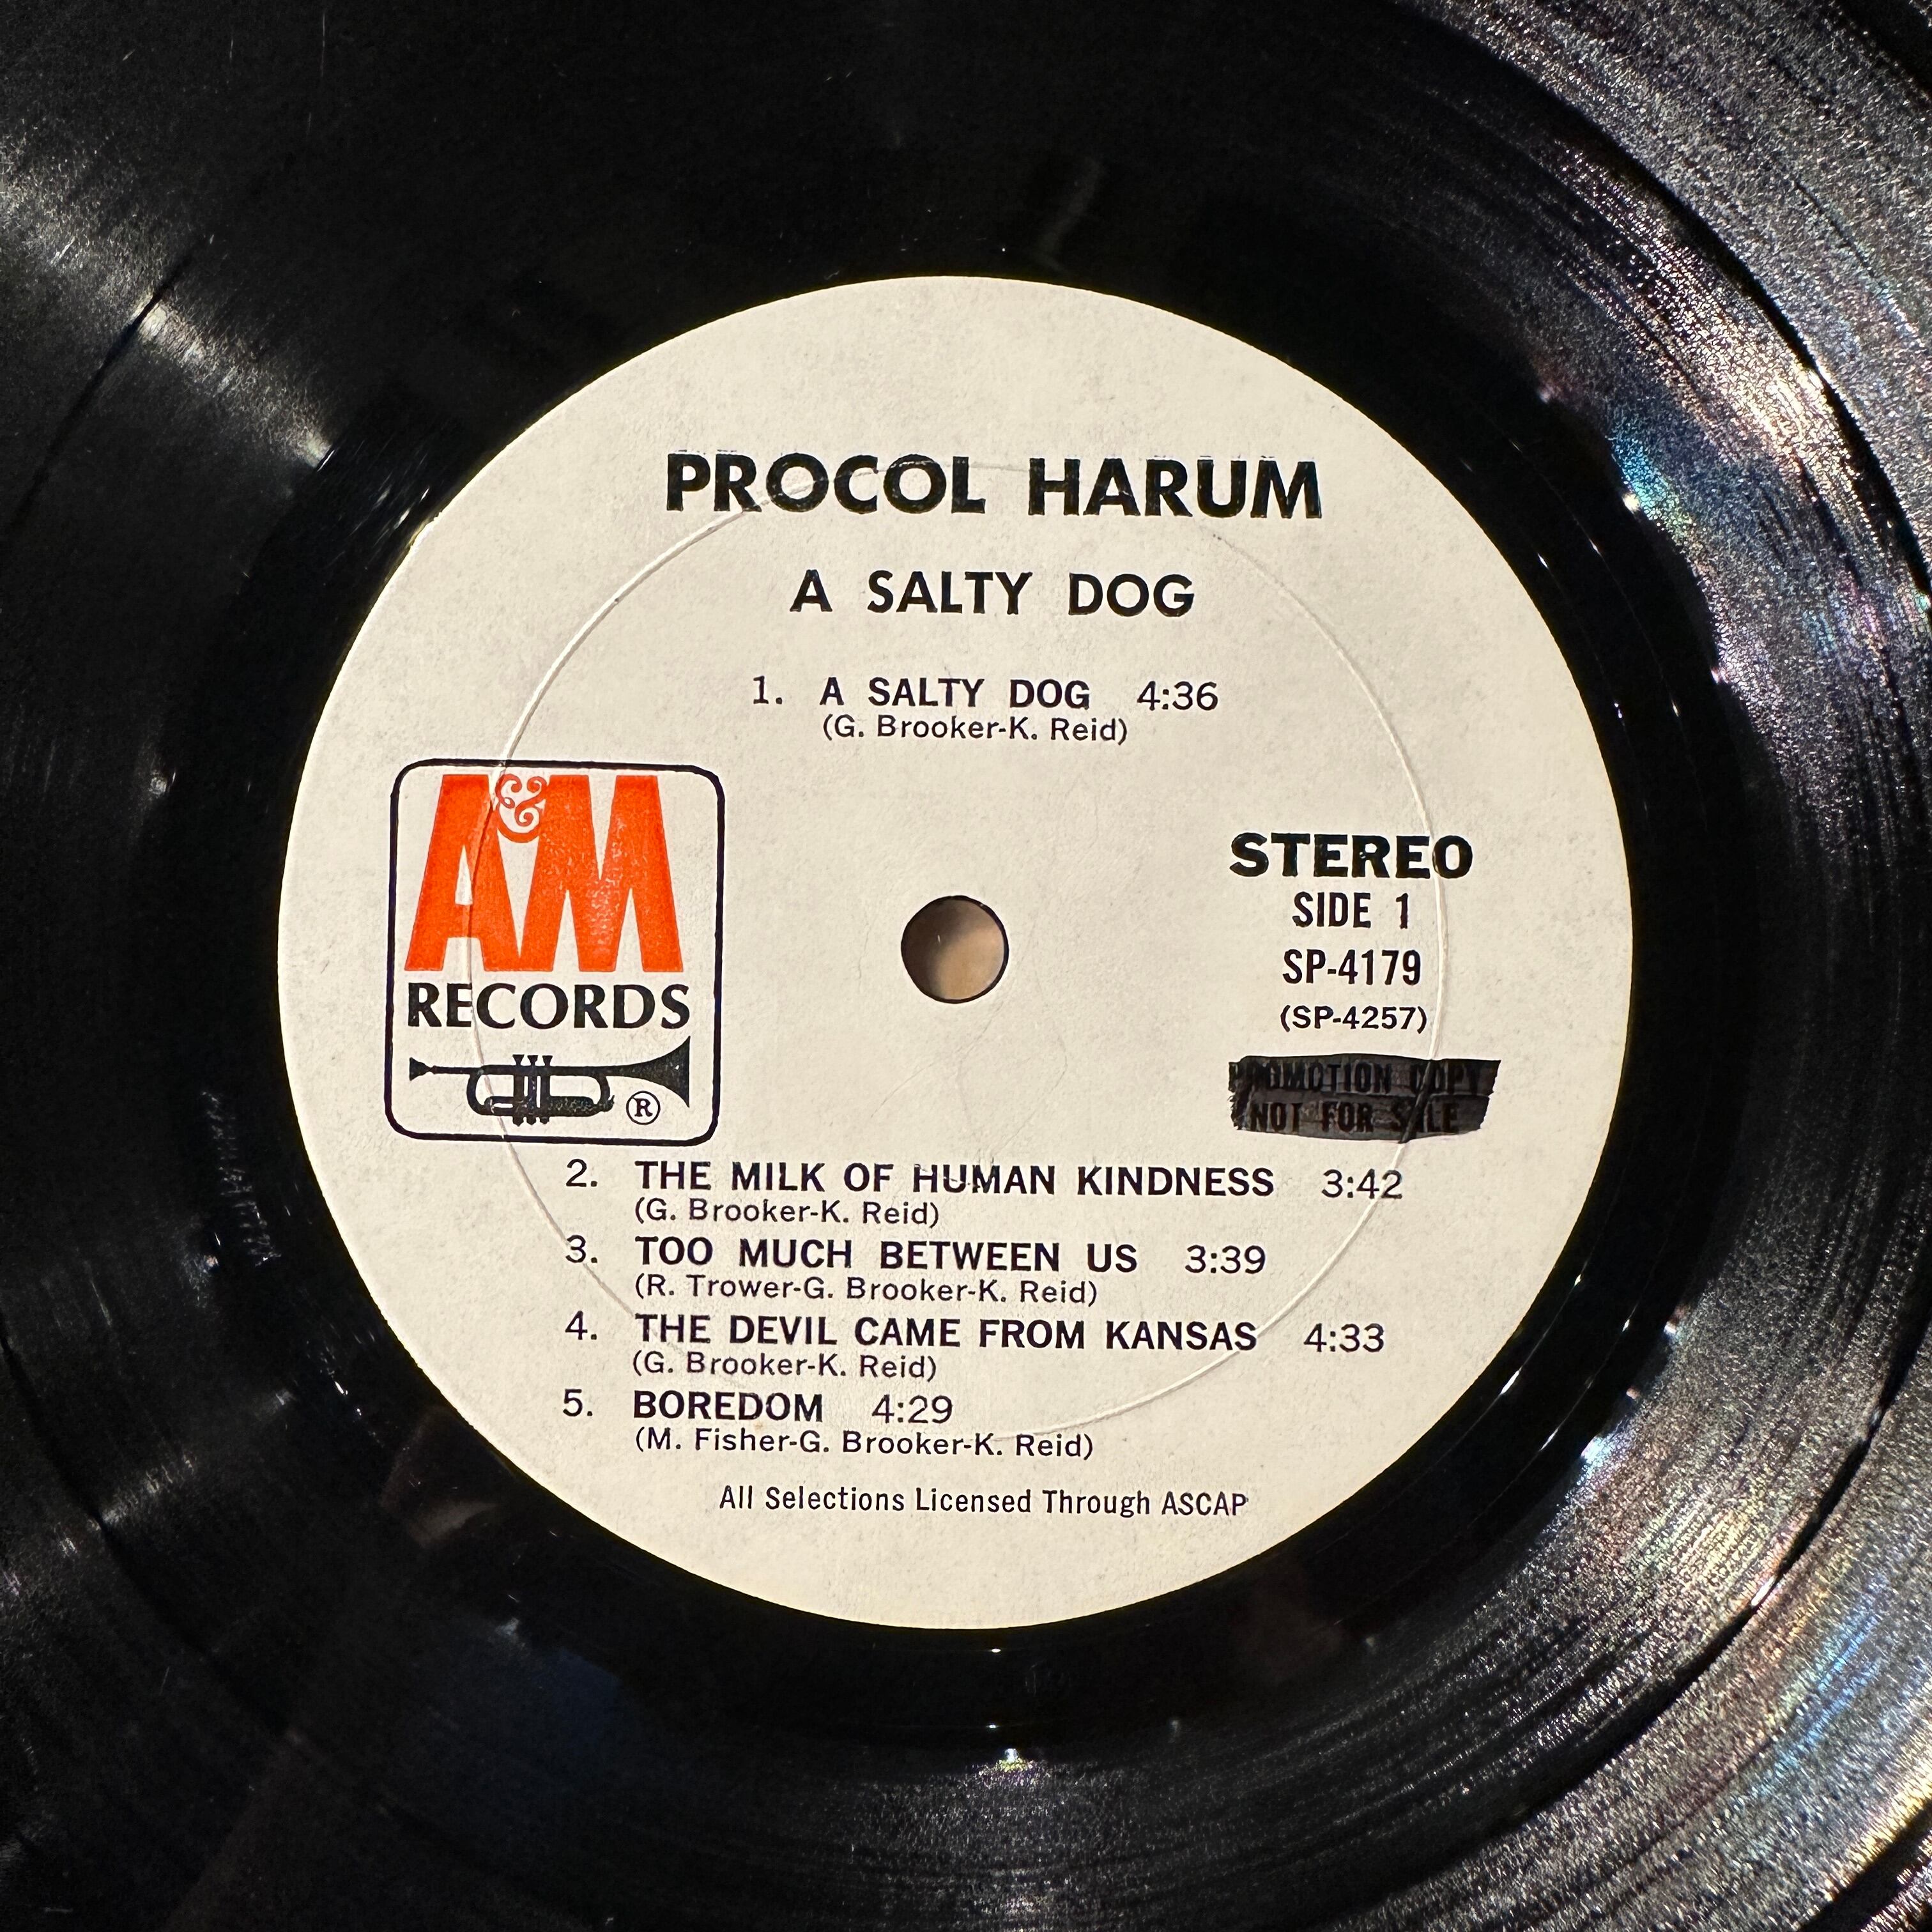 PROCOL HARUM
A SALTY DOG
1. A SALTY DOG 4:36
(G. Brooker-K. Reid)
A&M
RECORDS
®
STEREO
SIDE 1
SP-4179
(SP-4257)
PROMOTION COPY
NOT FOR SALE
2. THE MILK OF HUMAN KINDNESS 3:42
(G. Brooker-K. Reid)
3. TOO MUCH BETWEEN US 3:39
(R. Trower-G. Brooker-K. Reid)
4. THE DEVIL CAME FROM KANSAS 4:33
(G. Brooker-K. Reid)
5. BOREDOM 4:29
(M. Fisher-G. Brooker-K. Reid)
All Selections Licensed Through ASCAP